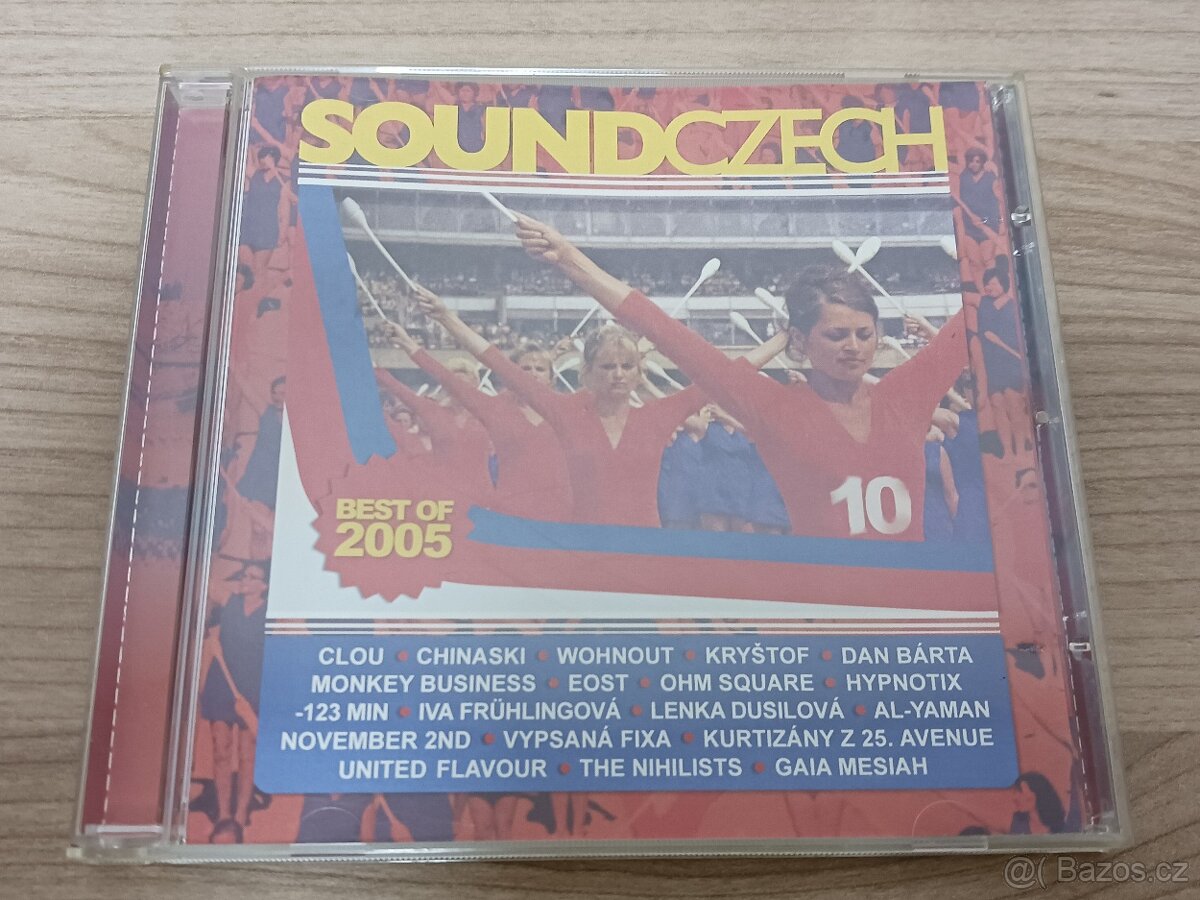 SOUNDCZECH
10
BEST OF
2005
CLOU • CHINASKI • WOHNOUT • KRYŠTOF • DAN BÁRTA
MONKEY BUSINESS • EOST • OHM SQUARE • HYPNOTIX
-123 MIN • IVA FRÜHLINGOVÁ • LENKA DUSILOVÁ • AL-YAMAN
NOVEMBER 2ND • VYPSANÁ FIXA • KURTIZÁNY Z 25. AVENUE
UNITED FLAVOUR • THE NIHILISTS • GAIA MESIAH
@( Bazos.cz